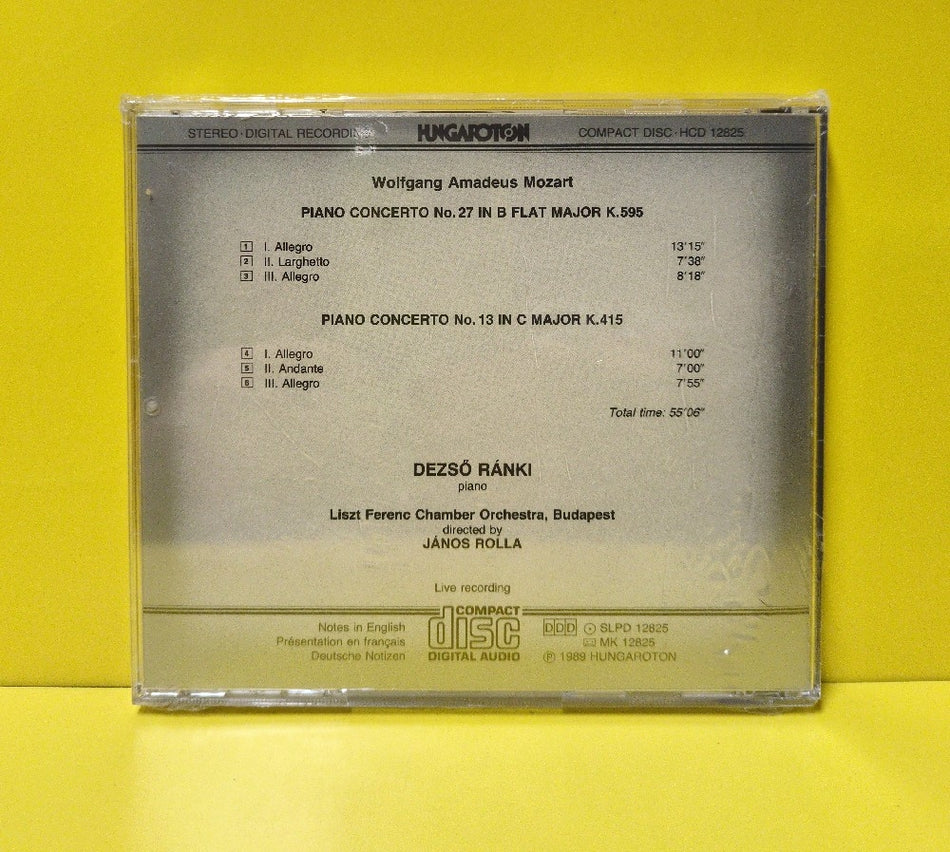 STEREO·DIGITAL RECORDING HUNGAROTON COMPACT DISC·HCD 12825
Wolfgang Amadeus Mozart
PIANO CONCERTO No. 27 IN B FLAT MAJOR K.595
1 I. Allegro 13'15"
2 II. Larghetto 7'38"
3 III. Allegro 8'18"
PIANO CONCERTO No. 13 IN C MAJOR K.415
4 I. Allegro 11'00"
5 II. Andante 7'00"
6 III. Allegro 7'55"
Total time: 55'06"
DEZSŐ RÁNKI
piano
Liszt Ferenc Chamber Orchestra, Budapest
directed by
JÁNOS ROLLA
Live recording
Notes in English
Présentation en français
Deutsche Notizen
COMPACT
disc
DIGITAL AUDIO
DDD SLPD 12825
MK 12825
℗ 1989 HUNGAROTON